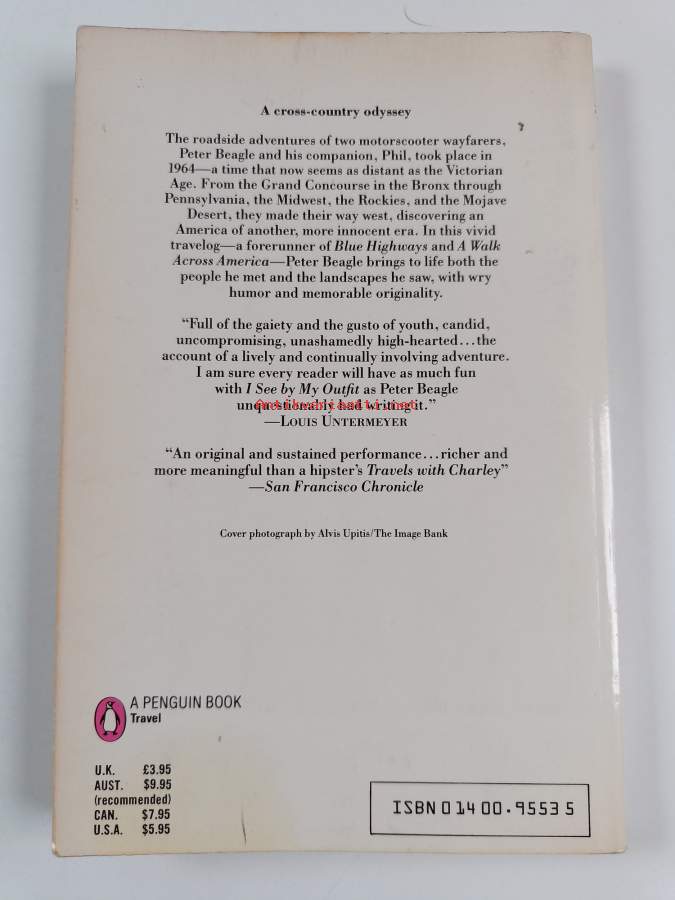 A cross-country odyssey
The roadside adventures of two motorscooter wayfarers,
Peter Beagle and his companion, Phil, took place in
1964—a time that now seems as distant as the Victorian
Age. From the Grand Concourse in the Bronx through
Pennsylvania, the Midwest, the Rockies, and the Mojave
Desert, they made their way west, discovering an
America of another, more innocent era. In this vivid
travelog—a forerunner of Blue Highways and A Walk
Across America—Peter Beagle brings to life both the
people he met and the landscapes he saw, with wry
humor and memorable originality.
“Full of the gaiety and the gusto of youth, candid,
uncompromising, unashamedly high-hearted...the
account of a lively and continually involving adventure.
I am sure every reader will have as much fun
with I See by My Outfit as Peter Beagle
unquestionably had writing it.”
Antikvariaatti.net
—LOUIS UNTERMEYER
“An original and sustained performance...richer and
more meaningful than a hipster’s Travels with Charley”
—San Francisco Chronicle
Cover photograph by Alvis Upitis/The Image Bank
A PENGUIN BOOK
Travel
U.K. £3.95
AUST. $9.95
(recommended)
CAN. $7.95
U.S.A. $5.95
ISBN 0 14 00.9553 5